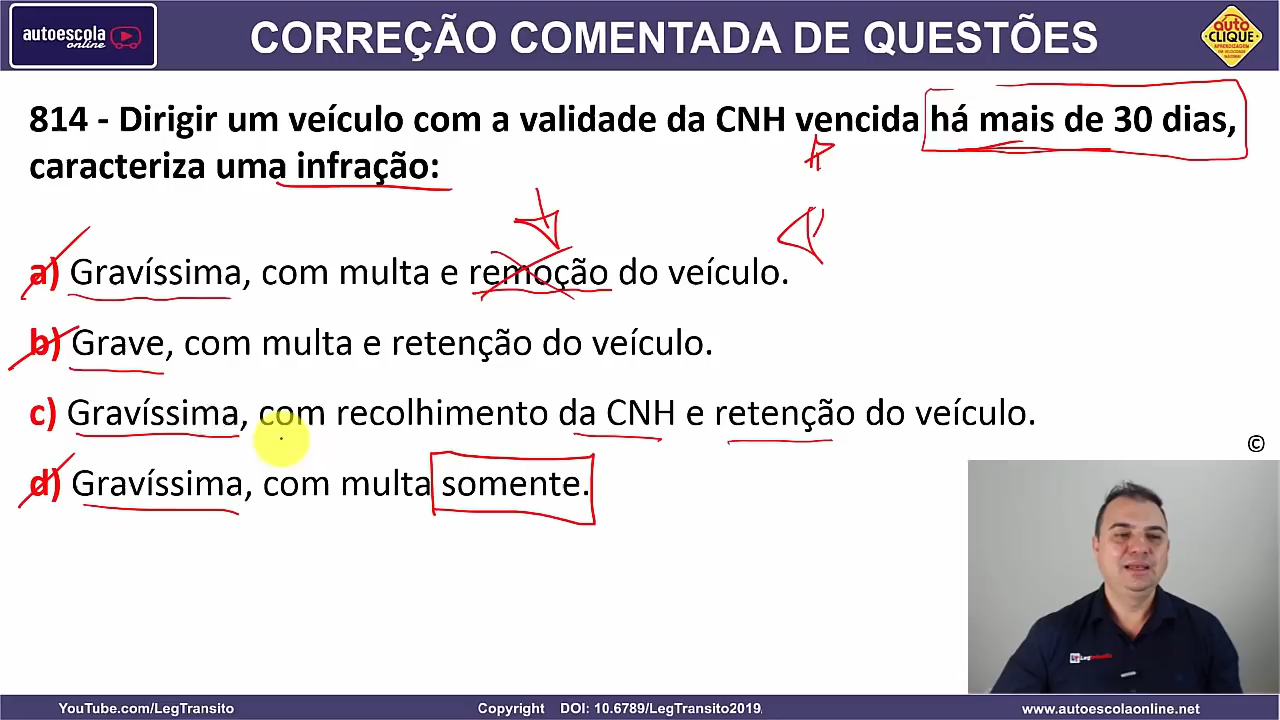 autoescola
online
CORREÇÃO COMENTADA DE QUESTÕES
auto
CLIQUE
814 - Dirigir um veículo com a validade da CNH vencida há mais de 30 dias,
caracteriza uma infração:
a) Gravíssima, com multa e remoção do veículo.
b) Grave, com multa e retenção do veículo.
c) Gravíssima, com recolhimento da CNH e retenção do veículo.
d) Gravíssima, com multa somente.
©
LegTransito
YouTube.com/LegTransito
Copyright DOI: 10.6789/LegTransito2019.
www.autoescolaonline.net